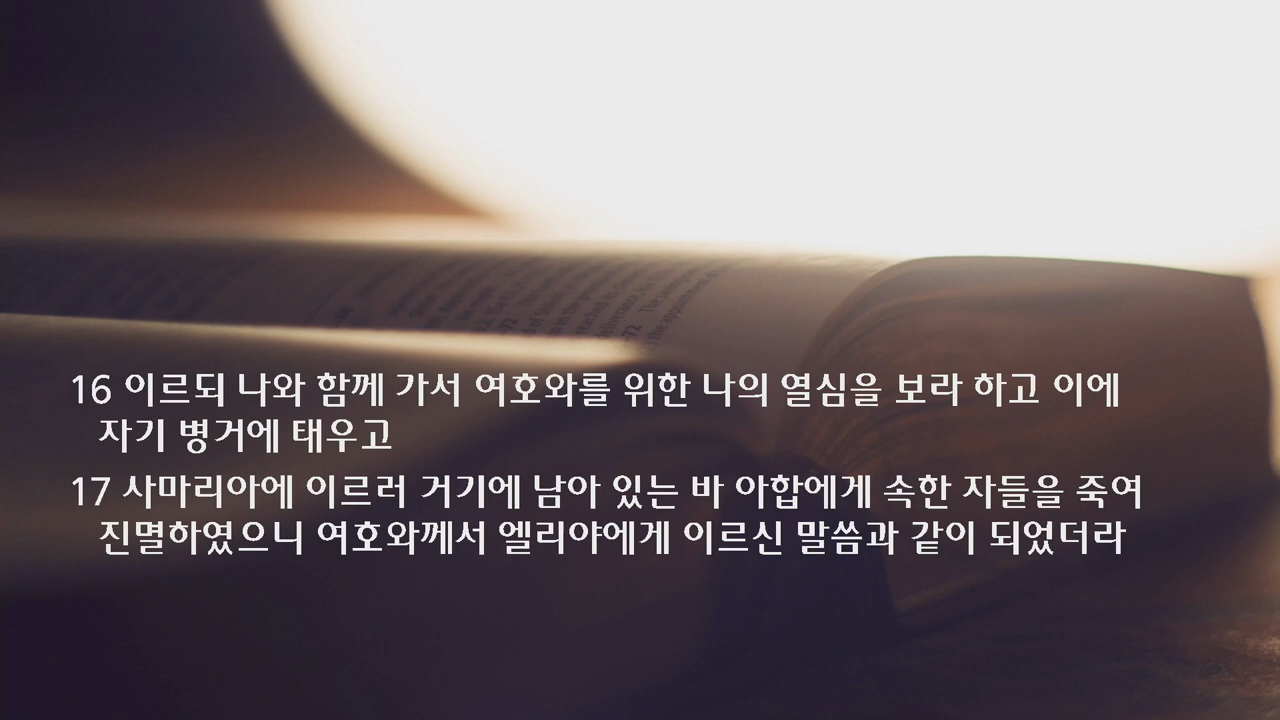 16 이르되 나와 함께 가서 여호와를 위한 나의 열심을 보라 하고 이에
자기 병거에 태우고
17 사마리아에 이르러 거기에 남아 있는 바 아합에게 속한 자들을 죽여
진멸하였으니 여호와께서 엘리야에게 이르신 말씀과 같이 되었더라